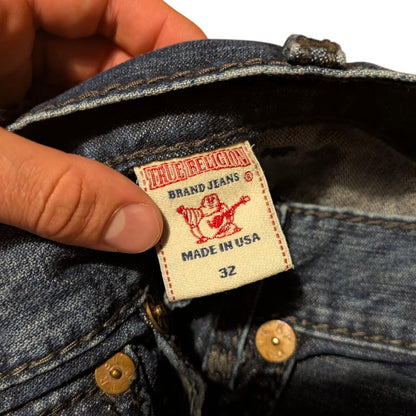 TRUE RELIGION
BRAND JEANS ®
MADE IN USA
32